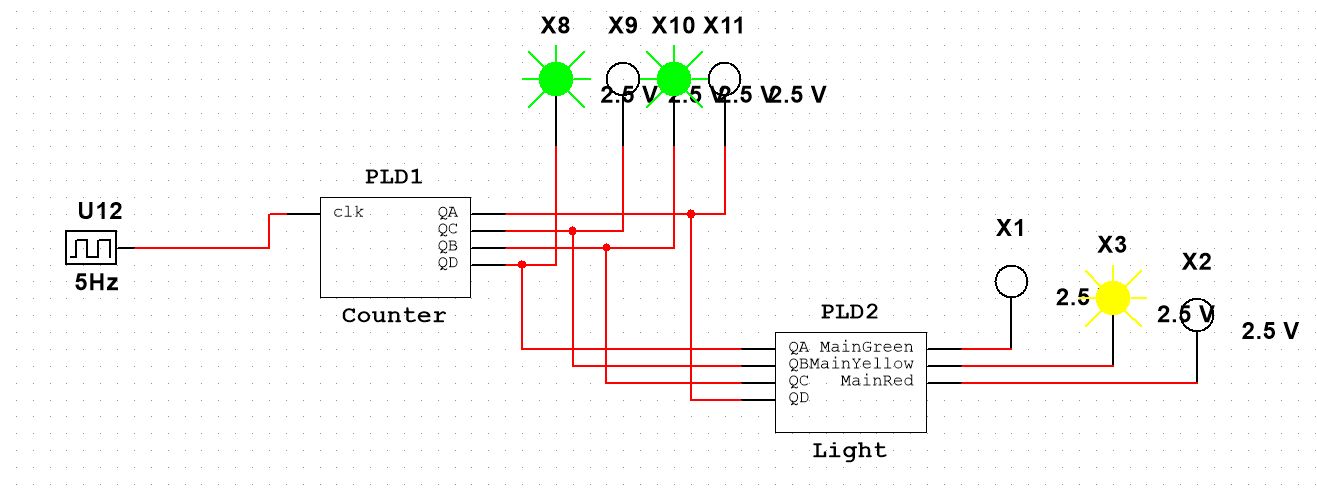 X8 X9 X10 X11
2.5 V 2.5 V 2.5 V 2.5 V
PLD1
U12
5Hz
clk
QA
QC
QB
QD
Counter
X1
X3
X2
2.5
2.5 V
2.5 V
PLD2
QA MainGreen
QB MainYellow
QC MainRed
QD
Light